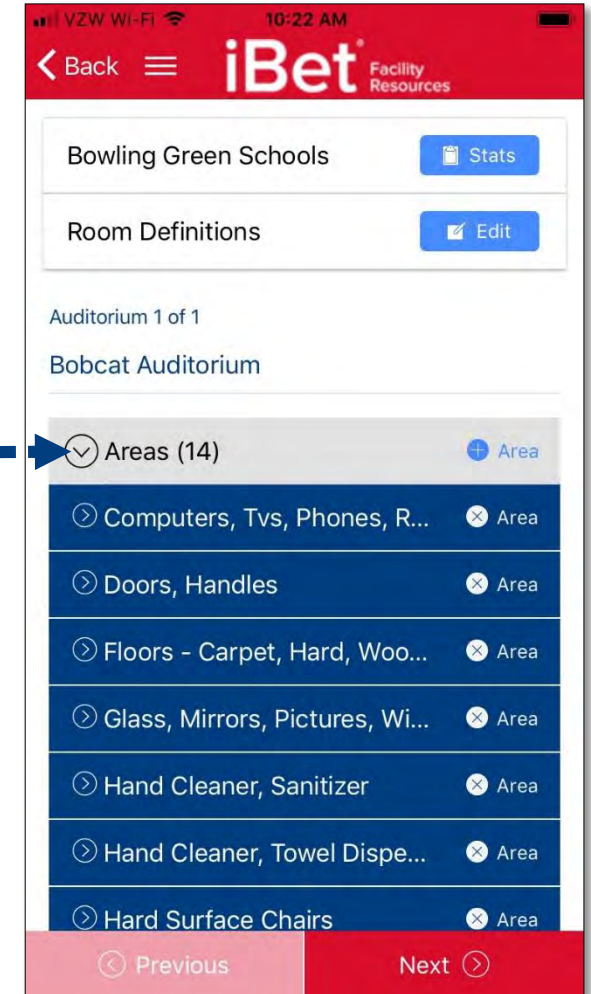 VZW Wi-Fi 10:22 AM
Back iBet® Facility
Resources
Bowling Green Schools Stats
Room Definitions Edit
Auditorium 1 of 1
Bobcat Auditorium
Areas (14) Area
Computers, Tvs, Phones, R... Area
Doors, Handles Area
Floors - Carpet, Hard, Woo... Area
Glass, Mirrors, Pictures, Wi... Area
Hand Cleaner, Sanitizer Area
Hand Cleaner, Towel Dispe... Area
Hard Surface Chairs Area
Previous Next